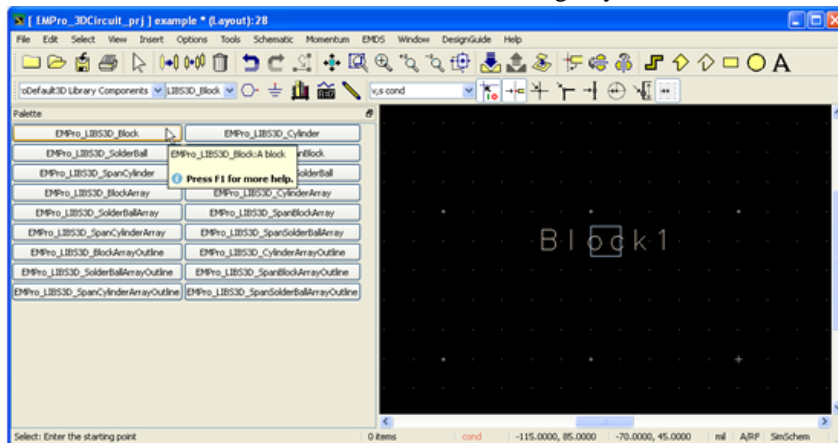 [ EMPro_3DCircuit_prj ] example * (Layout):28
File Edit Select View Insert Options Tools Schematic Momentum EMDS Window DesignGuide Help
oDefault3D Library Components LIBS3D_Block v,s cond
Palette
EMPro_LIBS3D_Block EMPro_LIBS3D_Cylinder
EMPro_LIBS3D_SolderBall EMPro_LIBS3D_Block:A block. nBlock
EMPro_LIBS3D_SpanCylinder Press F1 for more help. olderBall
EMPro_LIBS3D_BlockArray EMPro_LIBS3D_CylinderArray
EMPro_LIBS3D_SolderBallArray EMPro_LIBS3D_SpanBlockArray
EMPro_LIBS3D_SpanCylinderArray EMPro_LIBS3D_SpanSolderBallArray
EMPro_LIBS3D_BlockArrayOutline EMPro_LIBS3D_CylinderArrayOutline
EMPro_LIBS3D_SolderBallArrayOutline EMPro_LIBS3D_SpanBlockArrayOutline
EMPro_LIBS3D_SpanCylinderArrayOutline EMPro_LIBS3D_SpanSolderBallArrayOutline
Block1
Select: Enter the starting point 0 items cond -115.0000, 85.0000 -70.0000, 45.0000 mil A/RF SimSchem